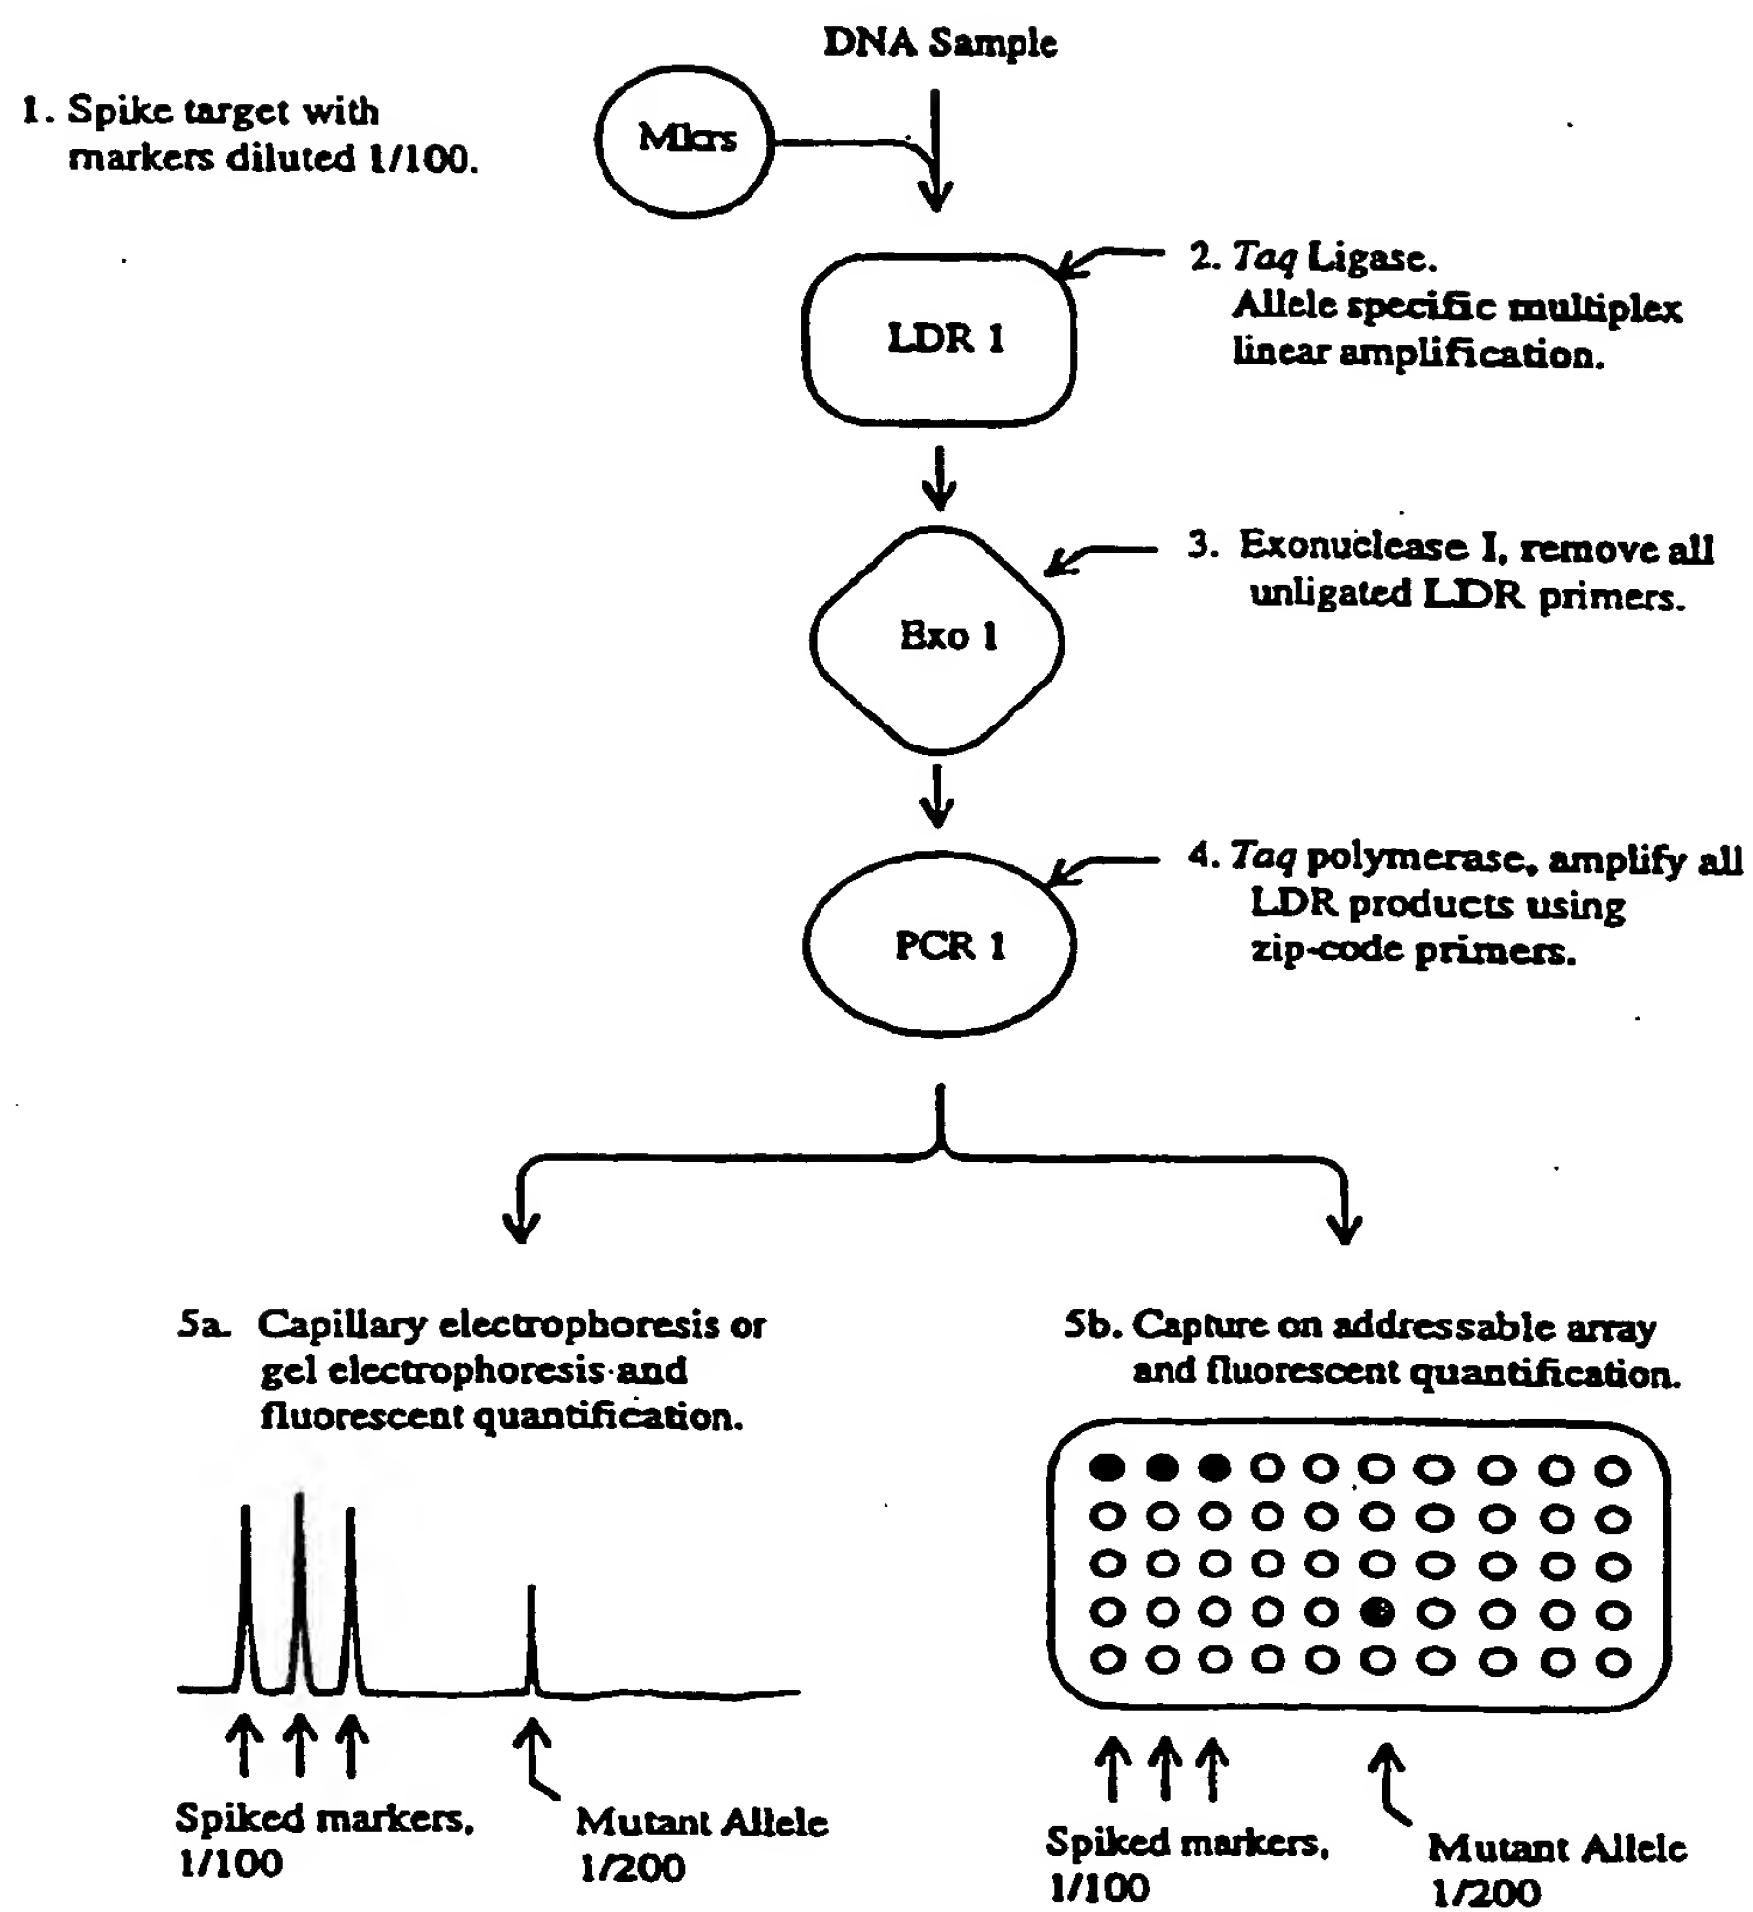 DNA Sample
1. Spike target with
markers diluted 1/100.
Mkrs
2. Taq Ligase.
Allele specific multiplex
linear amplification.
LDR 1
3. Exonuclease I, remove all
unligated LDR primers.
Exo 1
4. Taq polymerase, amplify all
LDR products using
zip-code primers.
PCR 1
5a. Capillary electrophoresis or
gel electrophoresis and
fluorescent quantification.
5b. Capture on addressable array
and fluorescent quantification.
Spiked markers,
1/100
Mutant Allele
1/200
Spiked markers,
1/100
Mutant Allele
1/200